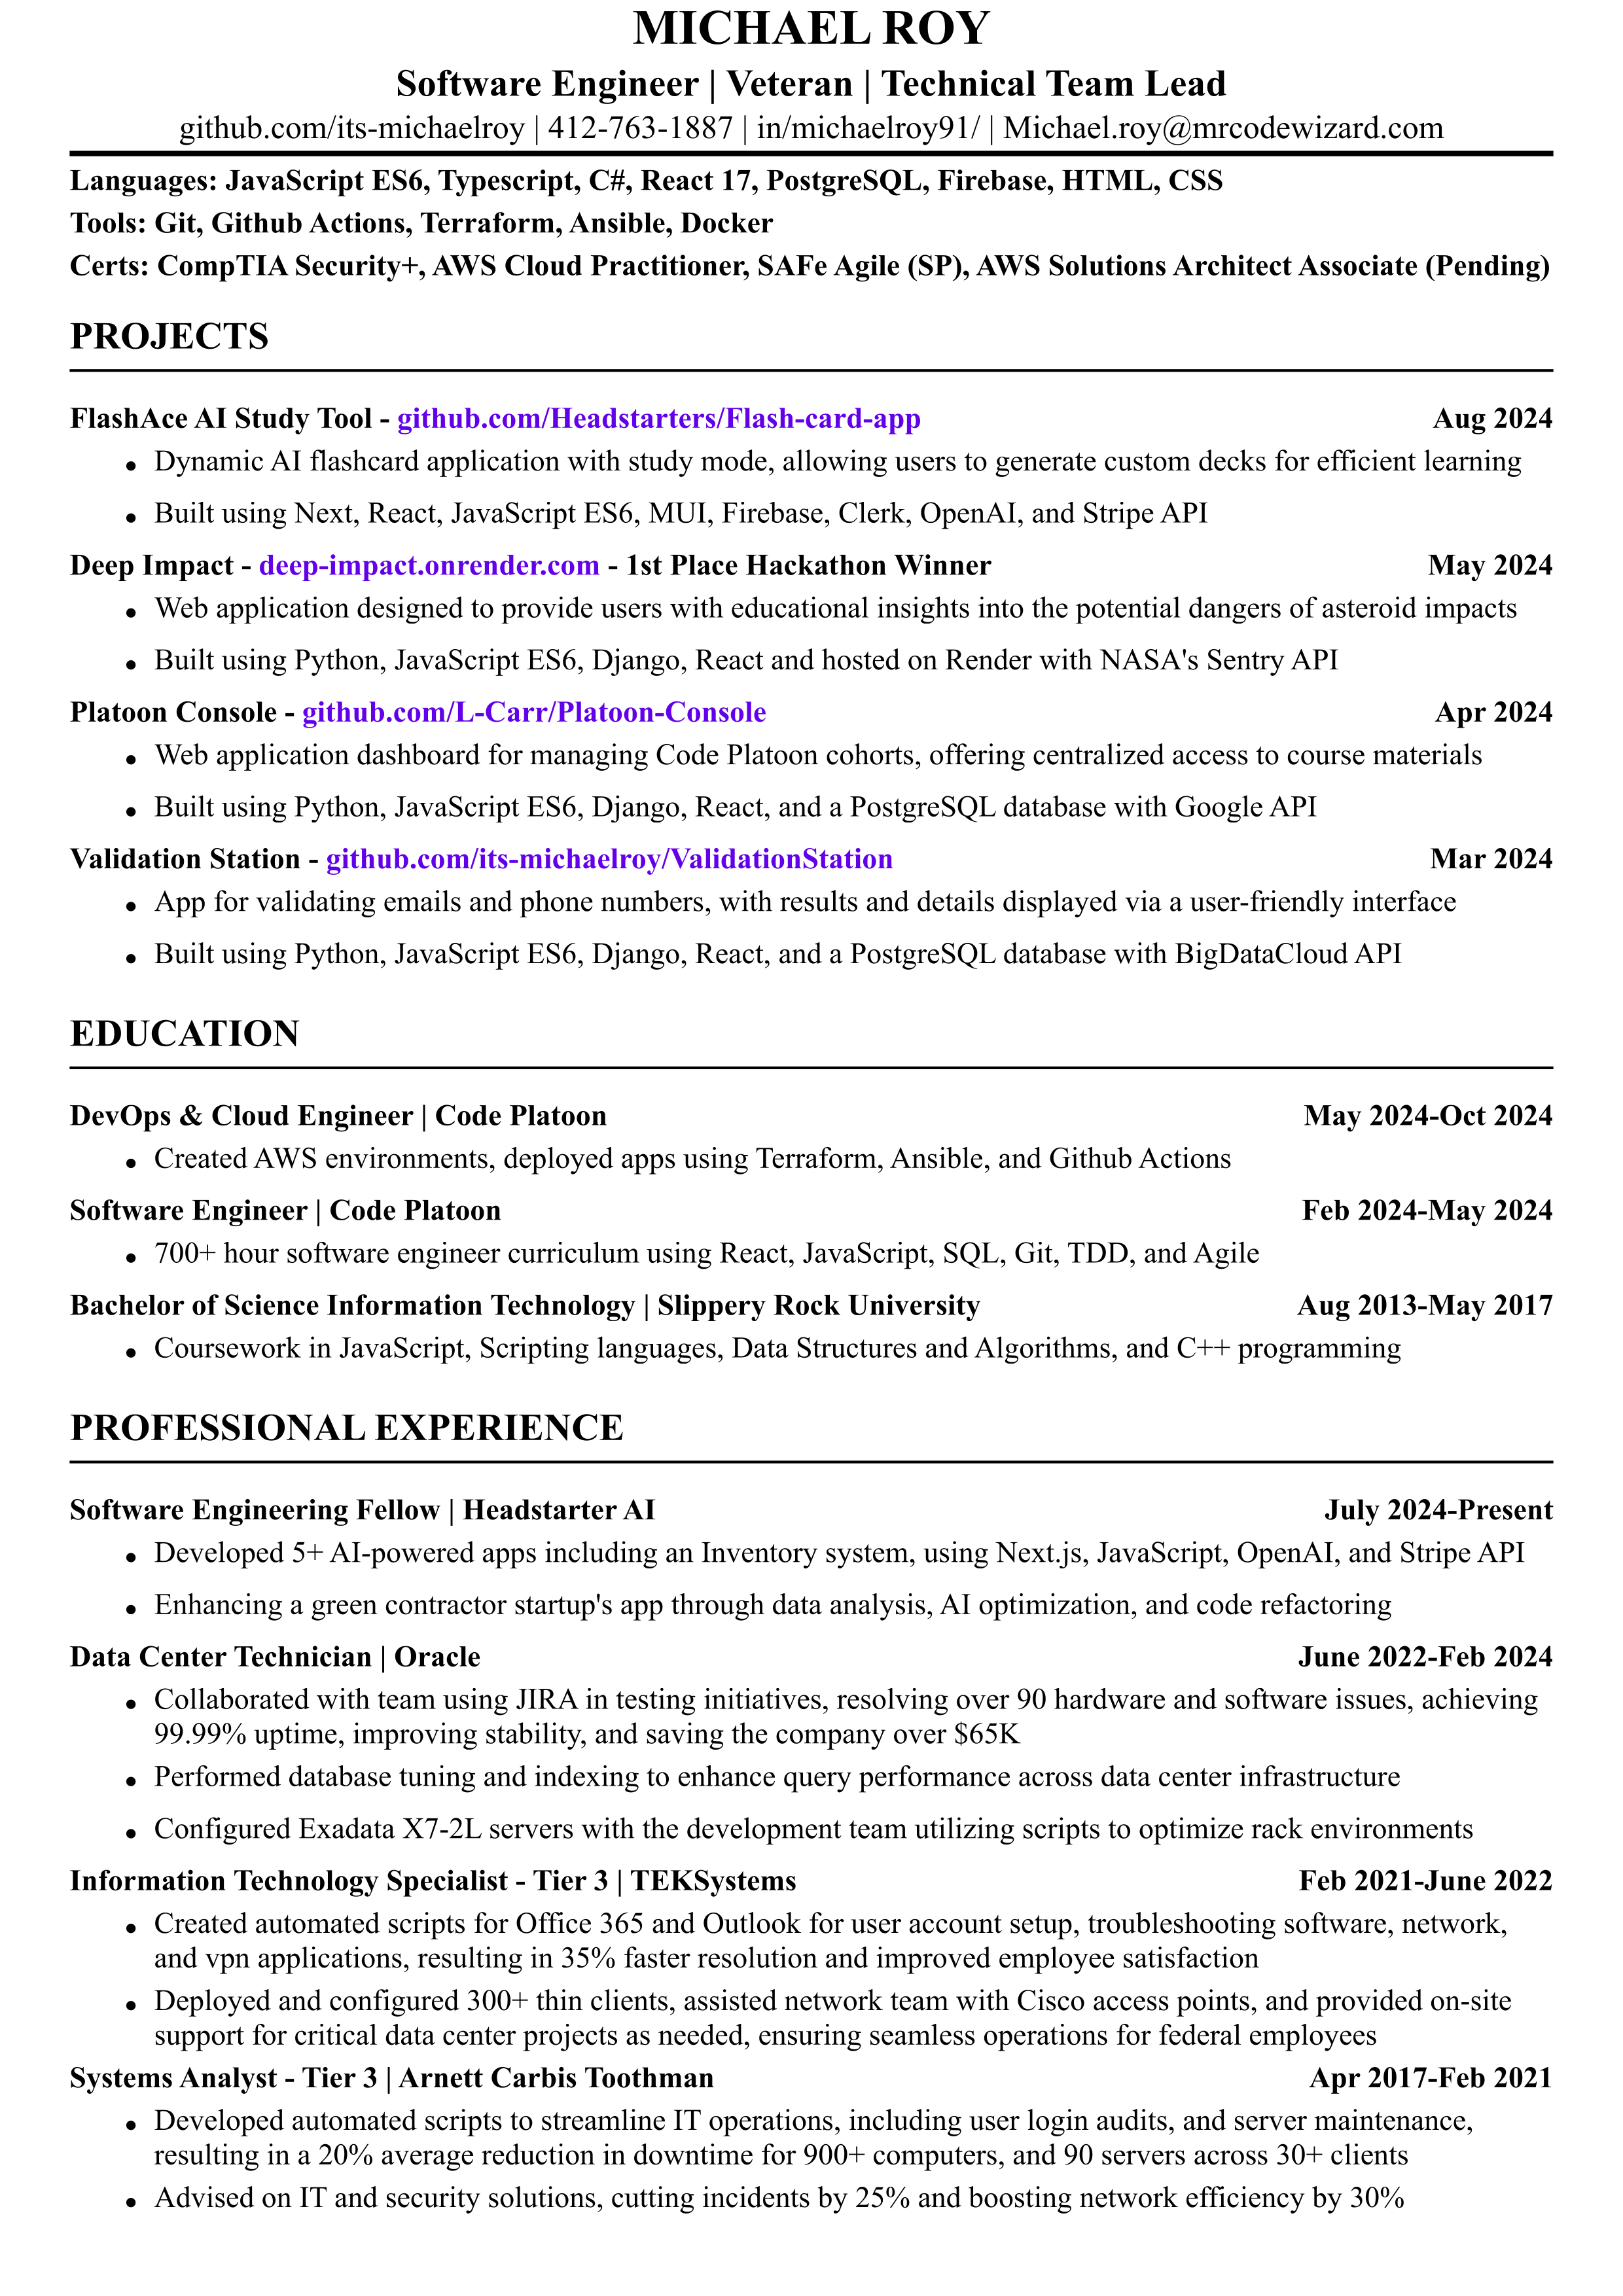 MICHAEL ROY
Software Engineer | Veteran | Technical Team Lead
github.com/its-michaelroy | 412-763-1887 | in/michaelroy91/ | Michael.roy@mrcodewizard.com
Languages: JavaScript ES6, Typescript, C#, React 17, PostgreSQL, Firebase, HTML, CSS
Tools: Git, Github Actions, Terraform, Ansible, Docker
Certs: CompTIA Security+, AWS Cloud Practitioner, SAFe Agile (SP), AWS Solutions Architect Associate (Pending)
PROJECTS
FlashAce AI Study Tool - github.com/Headstarters/Flash-card-app Aug 2024
• Dynamic AI flashcard application with study mode, allowing users to generate custom decks for efficient learning
• Built using Next, React, JavaScript ES6, MUI, Firebase, Clerk, OpenAI, and Stripe API
Deep Impact - deep-impact.onrender.com - 1st Place Hackathon Winner May 2024
• Web application designed to provide users with educational insights into the potential dangers of asteroid impacts
• Built using Python, JavaScript ES6, Django, React and hosted on Render with NASA's Sentry API
Platoon Console - github.com/L-Carr/Platoon-Console Apr 2024
• Web application dashboard for managing Code Platoon cohorts, offering centralized access to course materials
• Built using Python, JavaScript ES6, Django, React, and a PostgreSQL database with Google API
Validation Station - github.com/its-michaelroy/ValidationStation Mar 2024
• App for validating emails and phone numbers, with results and details displayed via a user-friendly interface
• Built using Python, JavaScript ES6, Django, React, and a PostgreSQL database with BigDataCloud API
EDUCATION
DevOps & Cloud Engineer | Code Platoon May 2024-Oct 2024
• Created AWS environments, deployed apps using Terraform, Ansible, and Github Actions
Software Engineer | Code Platoon Feb 2024-May 2024
• 700+ hour software engineer curriculum using React, JavaScript, SQL, Git, TDD, and Agile
Bachelor of Science Information Technology | Slippery Rock University Aug 2013-May 2017
• Coursework in JavaScript, Scripting languages, Data Structures and Algorithms, and C++ programming
PROFESSIONAL EXPERIENCE
Software Engineering Fellow | Headstarter AI July 2024-Present
• Developed 5+ AI-powered apps including an Inventory system, using Next.js, JavaScript, OpenAI, and Stripe API
• Enhancing a green contractor startup's app through data analysis, AI optimization, and code refactoring
Data Center Technician | Oracle June 2022-Feb 2024
• Collaborated with team using JIRA in testing initiatives, resolving over 90 hardware and software issues, achieving
99.99% uptime, improving stability, and saving the company over $65K
• Performed database tuning and indexing to enhance query performance across data center infrastructure
• Configured Exadata X7-2L servers with the development team utilizing scripts to optimize rack environments
Information Technology Specialist - Tier 3 | TEKSystems Feb 2021-June 2022
• Created automated scripts for Office 365 and Outlook for user account setup, troubleshooting software, network,
and vpn applications, resulting in 35% faster resolution and improved employee satisfaction
• Deployed and configured 300+ thin clients, assisted network team with Cisco access points, and provided on-site
support for critical data center projects as needed, ensuring seamless operations for federal employees
Systems Analyst - Tier 3 | Arnett Carbis Toothman Apr 2017-Feb 2021
• Developed automated scripts to streamline IT operations, including user login audits, and server maintenance,
resulting in a 20% average reduction in downtime for 900+ computers, and 90 servers across 30+ clients
• Advised on IT and security solutions, cutting incidents by 25% and boosting network efficiency by 30%